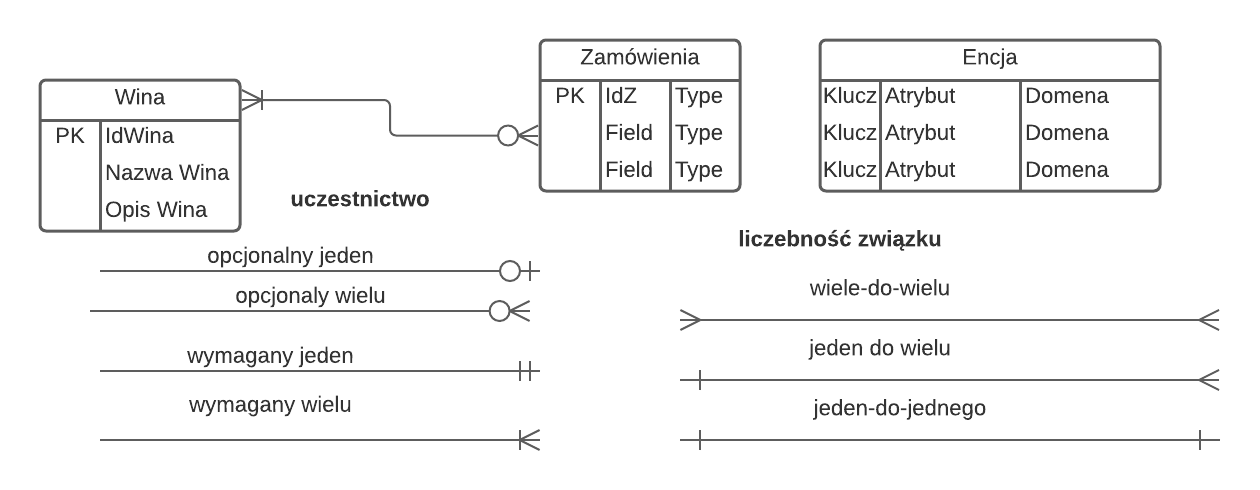 Wina
PK IdWina
Nazwa Wina
Opis Wina
Zamówienia
PK IdZ Type
Field Type
Field Type
Encja
Klucz Atrybut Domena
Klucz Atrybut Domena
Klucz Atrybut Domena
uczestnictwo
opcjonalny jeden
opcjonaly wielu
wymagany jeden
wymagany wielu
liczebność związku
wiele-do-wielu
jeden do wielu
jeden-do-jednego